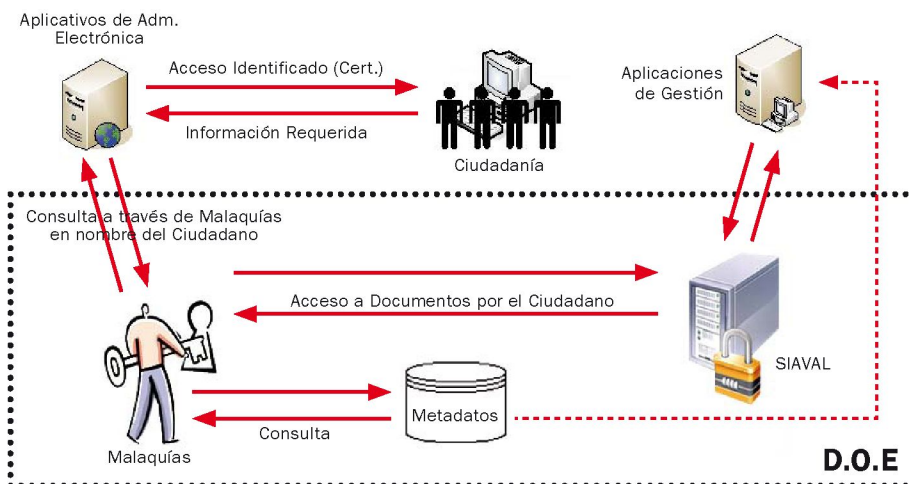 Aplicativos de Adm.
Electrónica
Acceso Identificado (Cert.)
Información Requerida
Ciudadanía
Aplicaciones
de Gestión
Consulta a través de Malaquías
en nombre del Ciudadano
Acceso a Documentos por el Ciudadano
SIAVAL
Metadatos
Consulta
Malaquías
D.O.E